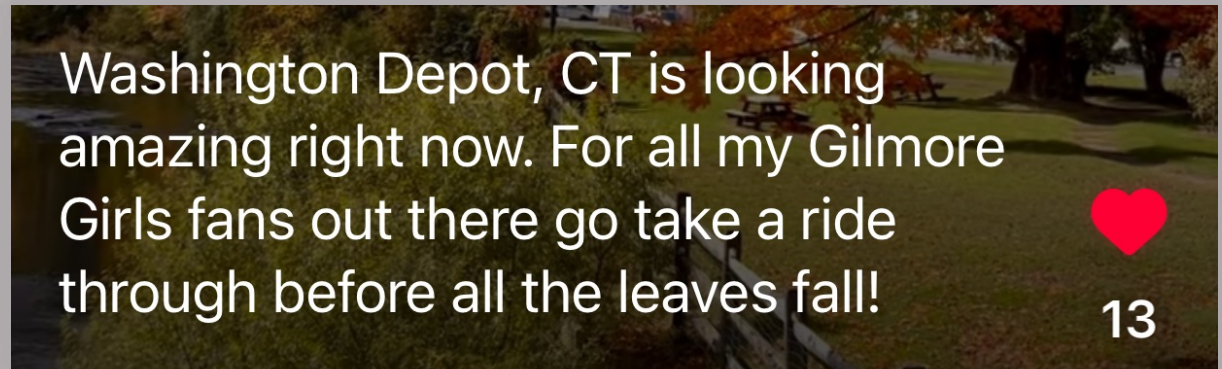 Washington Depot, CT is looking
amazing right now. For all my Gilmore
Girls fans out there go take a ride
through before all the leaves fall!
13